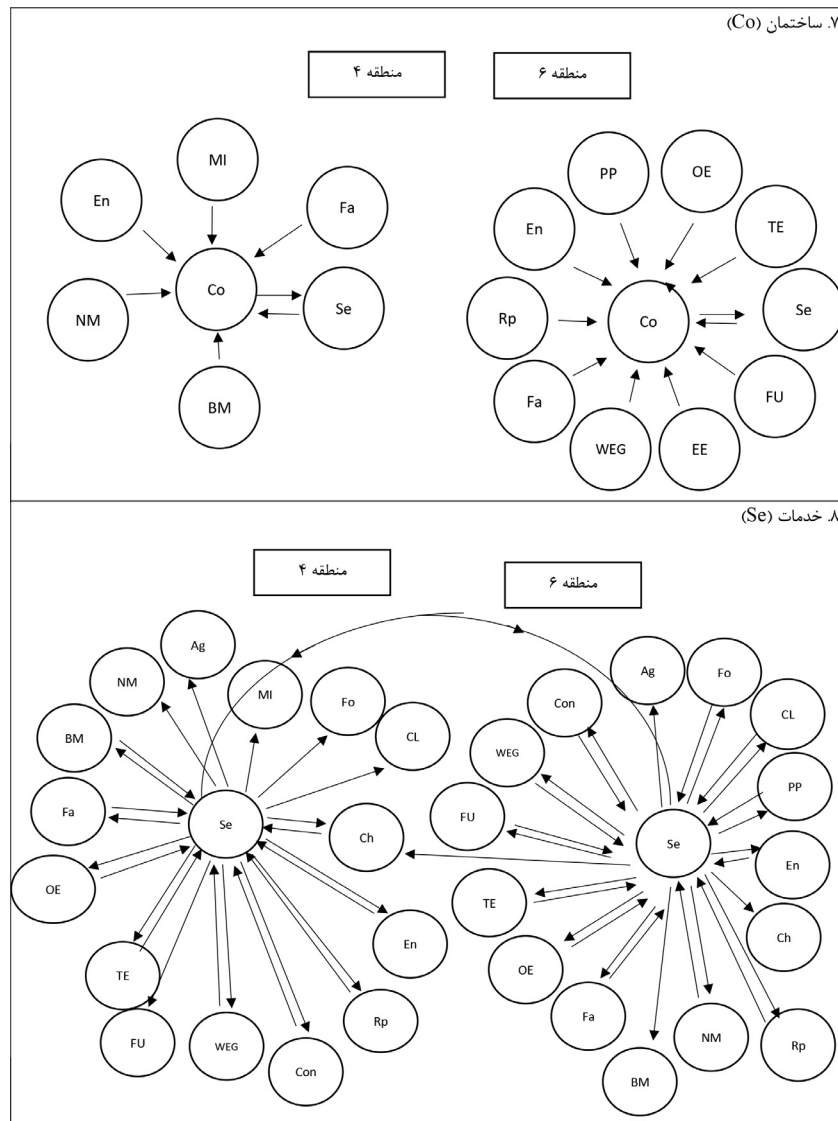 ۷. ساختمان (Co)
منطقه ۶
منطقه ۴
MI
En
Fa
Co
NM
Se
BM
PP
OE
En
TE
Rp
Co
Se
Fa
FU
WEG
EE
۸. خدمات (Se)
منطقه ۶
منطقه ۴
Ag
NM
MI
Fo
BM
CL
Fa
Se
Ch
OE
En
TE
Rp
FU
WEG
Con
Ag
Fo
Con
CL
WEG
PP
FU
Se
En
TE
Ch
OE
Fa
NM
Rp
BM